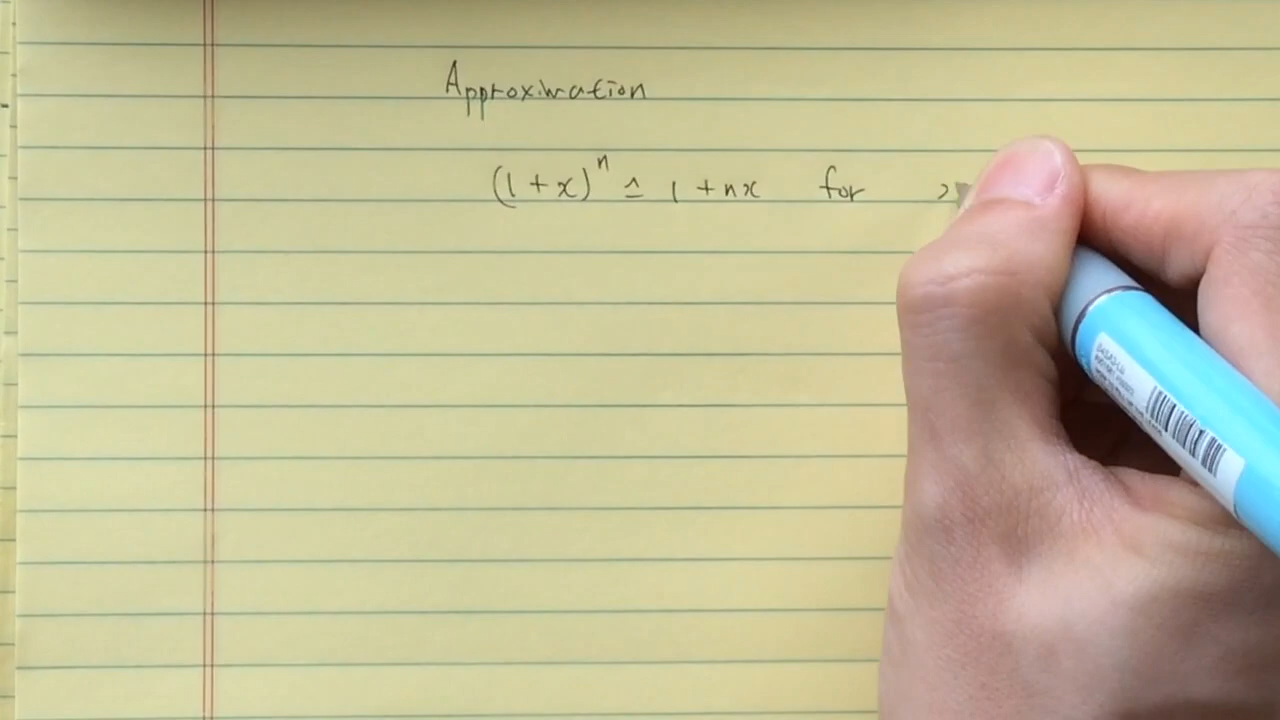 Approximation
(1 + x)ⁿ ≙ 1 + nx for